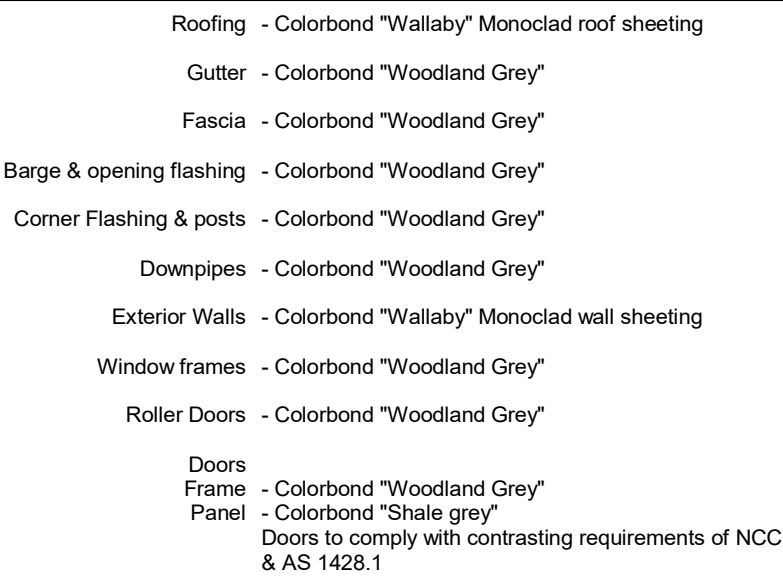 Roofing - Colorbond "Wallaby" Monoclad roof sheeting
Gutter - Colorbond "Woodland Grey"
Fascia - Colorbond "Woodland Grey"
Barge & opening flashing - Colorbond "Woodland Grey"
Corner Flashing & posts - Colorbond "Woodland Grey"
Downpipes - Colorbond "Woodland Grey"
Exterior Walls - Colorbond "Wallaby" Monoclad wall sheeting
Window frames - Colorbond "Woodland Grey"
Roller Doors - Colorbond "Woodland Grey"
Doors
Frame - Colorbond "Woodland Grey"
Panel - Colorbond "Shale grey"
Doors to comply with contrasting requirements of NCC
& AS 1428.1